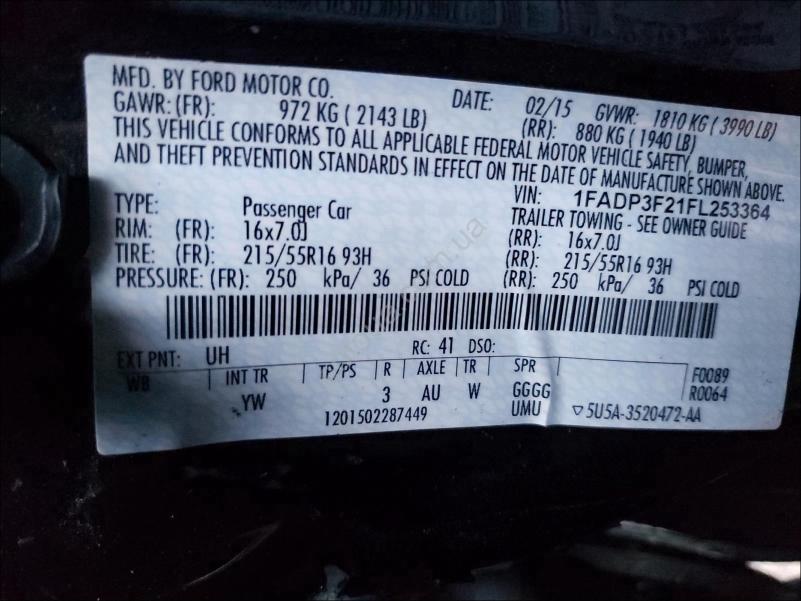 MFD. BY FORD MOTOR CO.
DATE: 02/15 GVWR: 1810 KG ( 3990 LB)
GAWR: (FR): 972 KG ( 2143 LB) (RR): 880 KG ( 1940 LB)
THIS VEHICLE CONFORMS TO ALL APPLICABLE FEDERAL MOTOR VEHICLE SAFETY, BUMPER,
AND THEFT PREVENTION STANDARDS IN EFFECT ON THE DATE OF MANUFACTURE SHOWN ABOVE.
VIN: 1FADP3F21FL253364
TYPE: Passenger Car TRAILER TOWING - SEE OWNER GUIDE
RIM: (FR): 16x7.0J (RR): 16x7.0J
TIRE: (FR): 215/55R16 93H (RR): 215/55R16 93H
PRESSURE: (FR): 250 kPa/ 36 PSI COLD (RR): 250 kPa/ 36 PSI COLD
EXT PNT: UH RC: 41 DSO:
WB INT TR TP/PS R AXLE TR SPR F0089
YW 3 AU W GGGG R0064
1201502287449 UMU ▽5U5A-3520472-AA